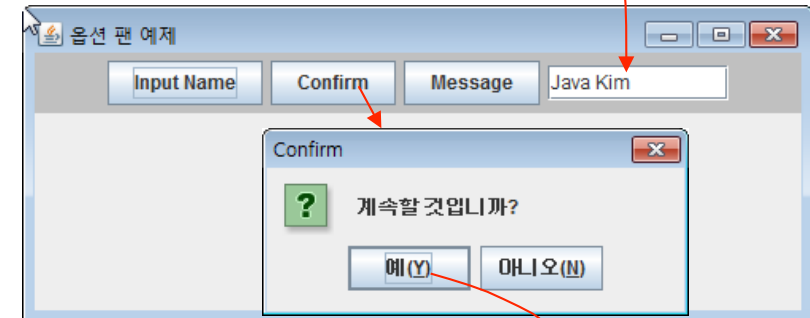 옵션 팬 예제
Input Name Confirm Message Java Kim
Confirm
? 계속할 것입니까?
예(Y) 아니오(N)